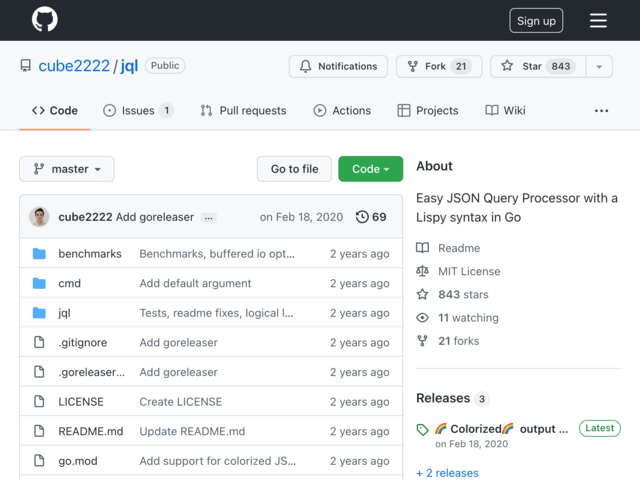 Sign up
cube2222 / jql Public
Notifications Fork 21 Star 843
Code Issues 1 Pull requests Actions Projects Wiki ...
master Go to file Code
cube2222 Add goreleaser ... on Feb 18, 2020 69
benchmarks Benchmarks, buffered io opt... 2 years ago
cmd Add default argument 2 years ago
jql Tests, readme fixes, logical l... 2 years ago
.gitignore Add goreleaser 2 years ago
.goreleaser... Add goreleaser 2 years ago
LICENSE Create LICENSE 2 years ago
README.md Update README.md 2 years ago
go.mod Add support for colorized JS... 2 years ago
About
Easy JSON Query Processor with a
Lispy syntax in Go
Readme
MIT License
843 stars
11 watching
21 forks
Releases 3
🌈 Colorized🌈 output ... Latest
on Feb 18, 2020
+ 2 releases